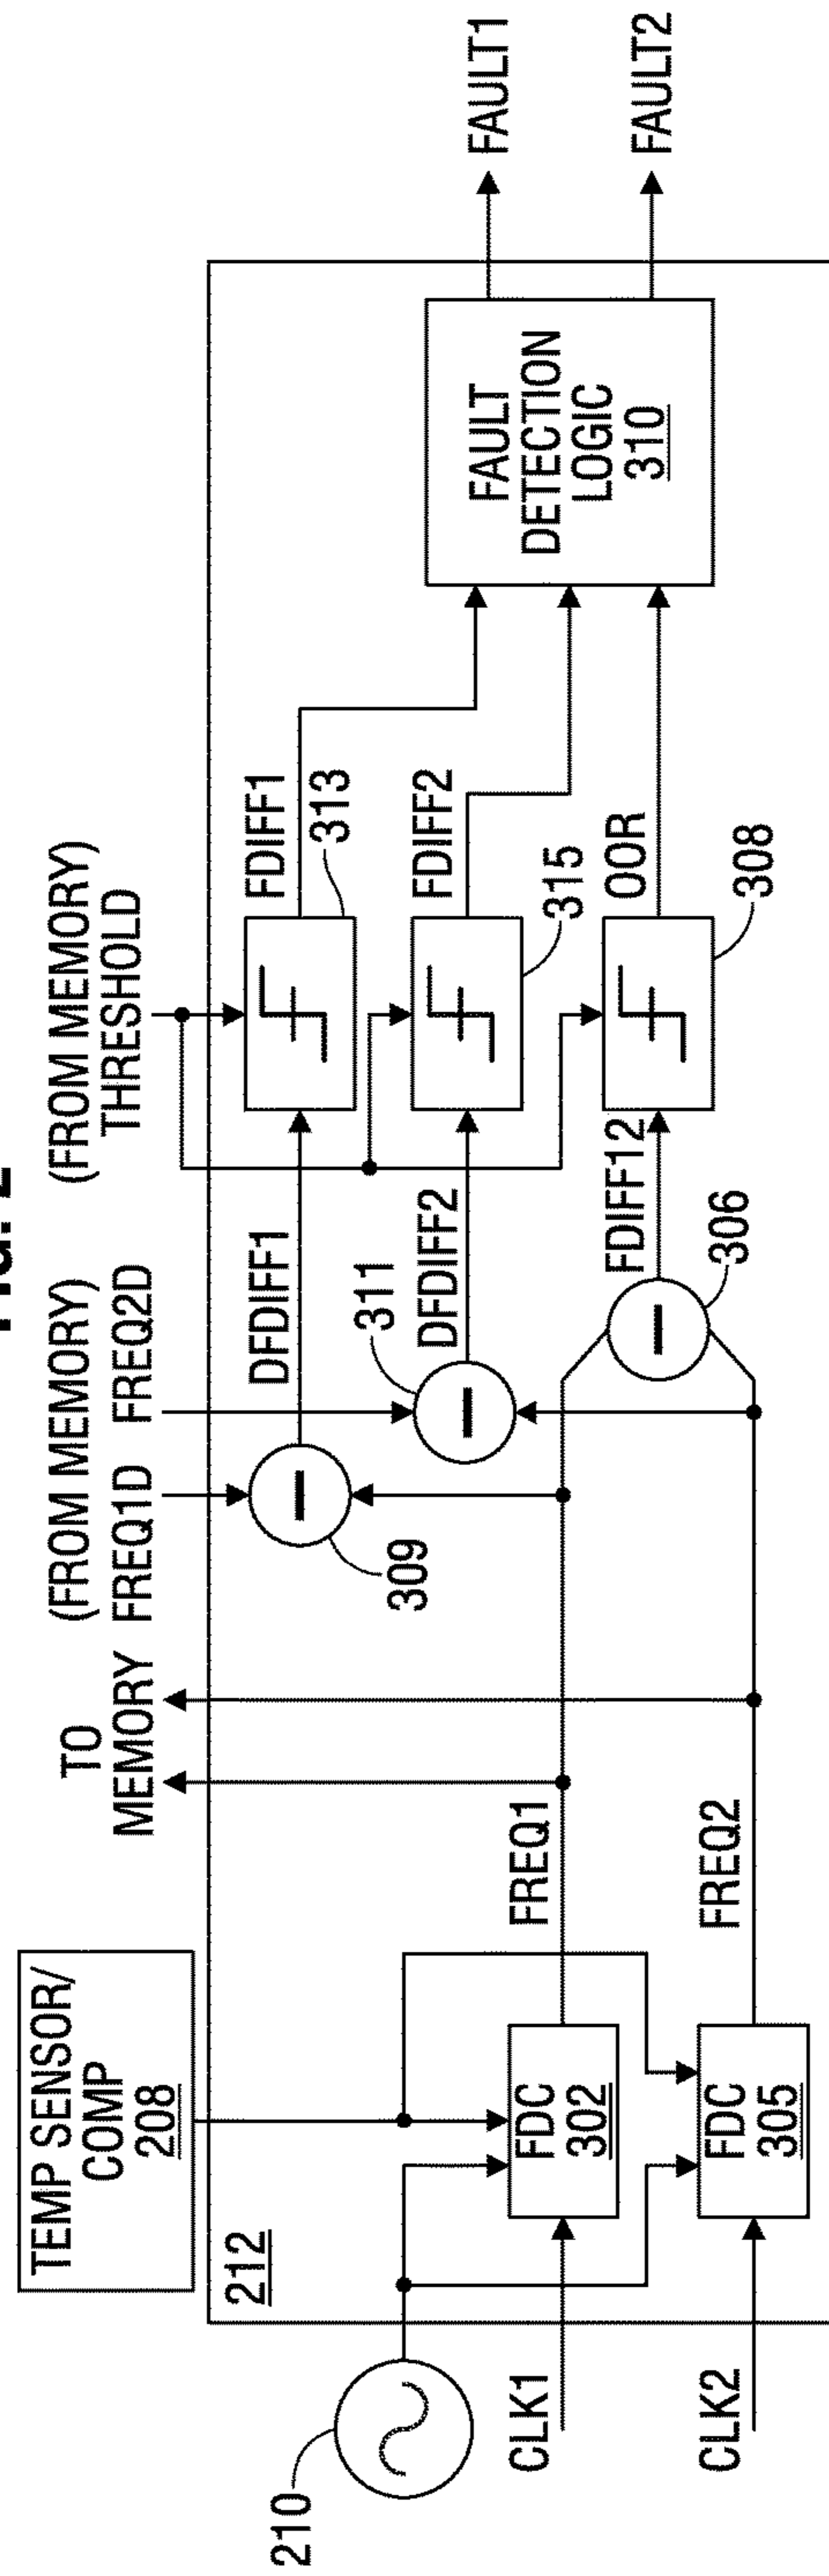 TEMP SENSOR/
COMP
208
212
210
CLK1
CLK2
FDC
302
FDC
305
FREQ1
FREQ2
TO
MEMORY
(FROM MEMORY)
FREQ1D FREQ2D
309
311
DFDIFF1
DFDIFF2
FDIFF12
306
(FROM MEMORY)
THRESHOLD
FDIFF1
313
FDIFF2
315
OOR
308
FAULT
DETECTION
LOGIC
310
FAULT1
FAULT2